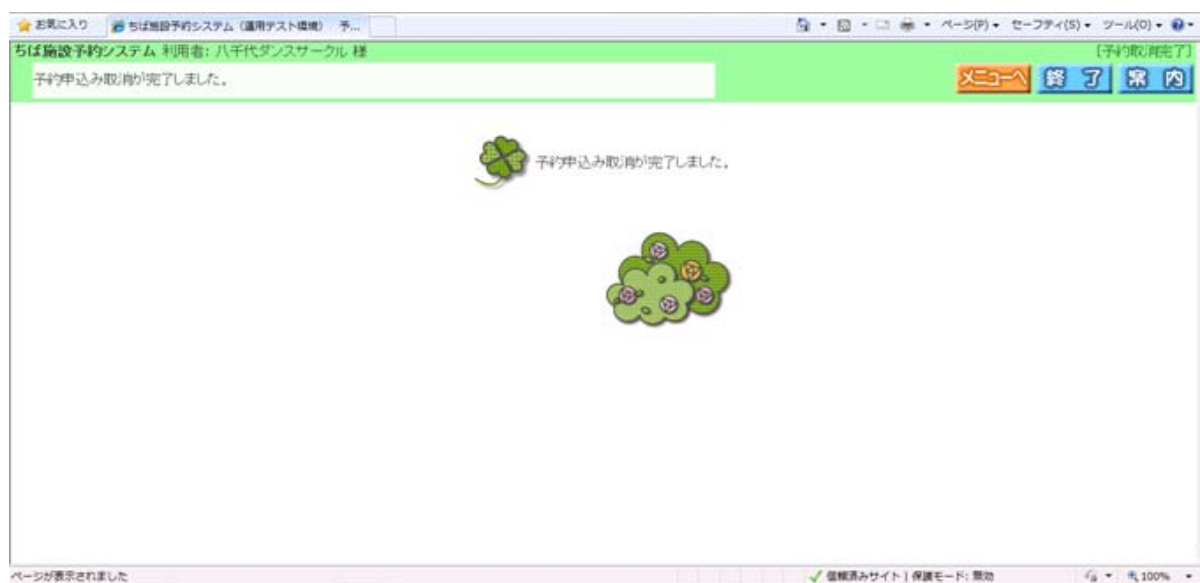 お気に入り ちば施設予約システム（運用テスト環境） 予... ページ(P) セーフティ(S) ツール(O)
ちば施設予約システム 利用者: 八千代ダンスサークル 様 [予約取消完了]
予約申込み取消が完了しました。 メニューへ 終了 案内
予約申込み取消が完了しました。
ページが表示されました 信頼済みサイト | 保護モード: 無効 100%